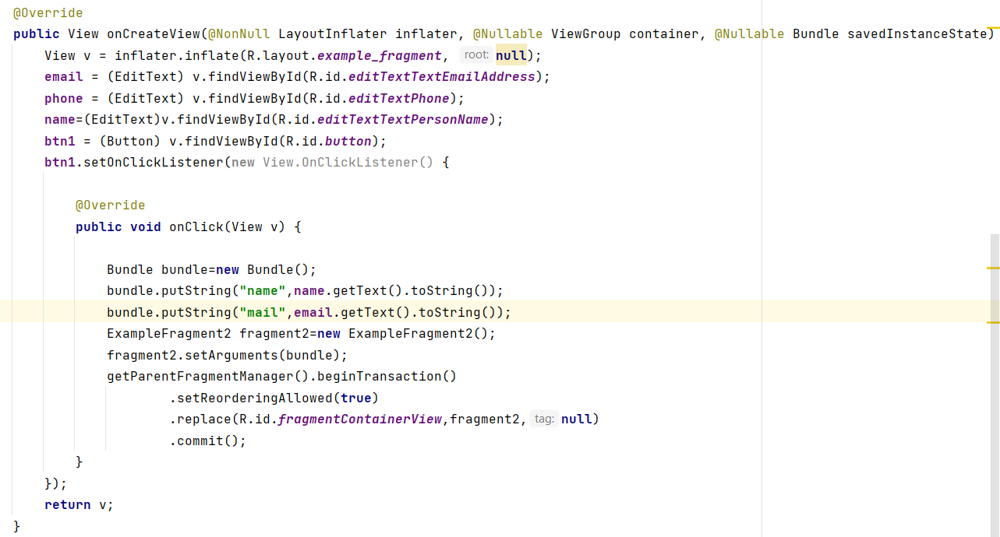 @Override
public View onCreateView(@NonNull LayoutInflater inflater, @Nullable ViewGroup container, @Nullable Bundle savedInstanceState)
View v = inflater.inflate(R.layout.example_fragment, root: null);
email = (EditText) v.findViewById(R.id.editTextTextEmailAddress);
phone = (EditText) v.findViewById(R.id.editTextPhone);
name=(EditText)v.findViewById(R.id.editTextTextPersonName);
btn1 = (Button) v.findViewById(R.id.button);
btn1.setOnClickListener(new View.OnClickListener() {
@Override
public void onClick(View v) {
Bundle bundle=new Bundle();
bundle.putString("name",name.getText().toString());
bundle.putString("mail",email.getText().toString());
ExampleFragment2 fragment2=new ExampleFragment2();
fragment2.setArguments(bundle);
getParentFragmentManager().beginTransaction()
.setReorderingAllowed(true)
.replace(R.id.fragmentContainerView,fragment2, tag: null)
.commit();
}
});
return v;
}